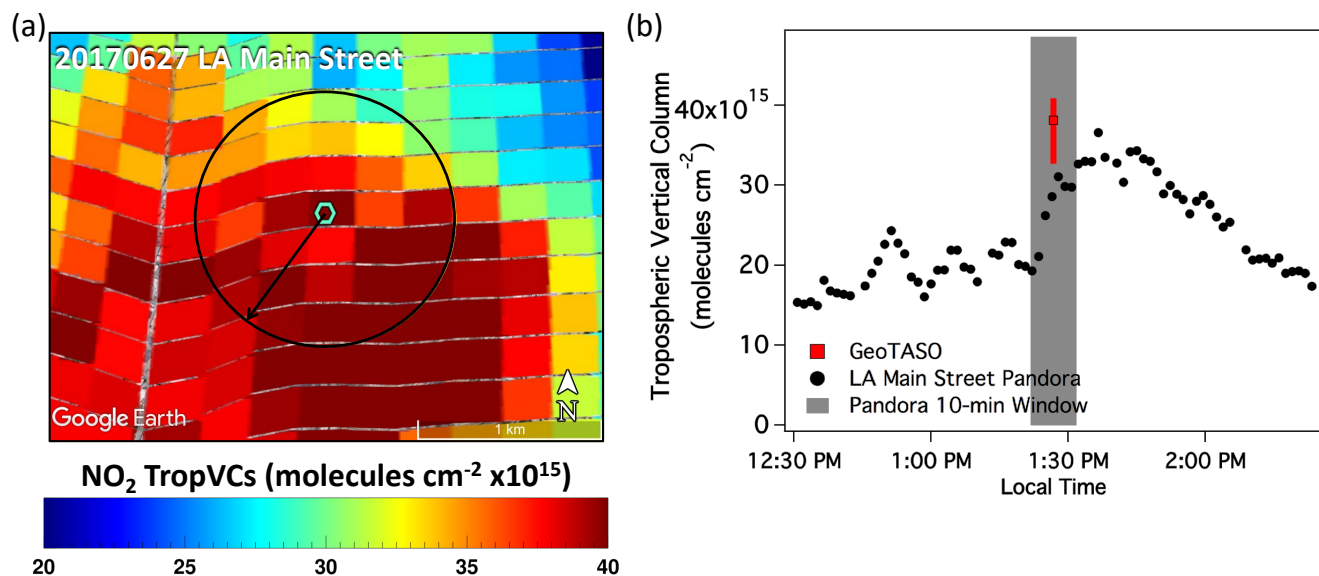 (a)
20170627 LA Main Street
Google Earth
N
1 km
NO₂ TropVCs (molecules cm⁻² x10¹⁵)
20 25 30 35 40
(b)
Tropospheric Vertical Column
(molecules cm⁻²)
40x10¹⁵
30
20
10
0
GeoTASO
LA Main Street Pandora
Pandora 10-min Window
12:30 PM 1:00 PM 1:30 PM 2:00 PM
Local Time